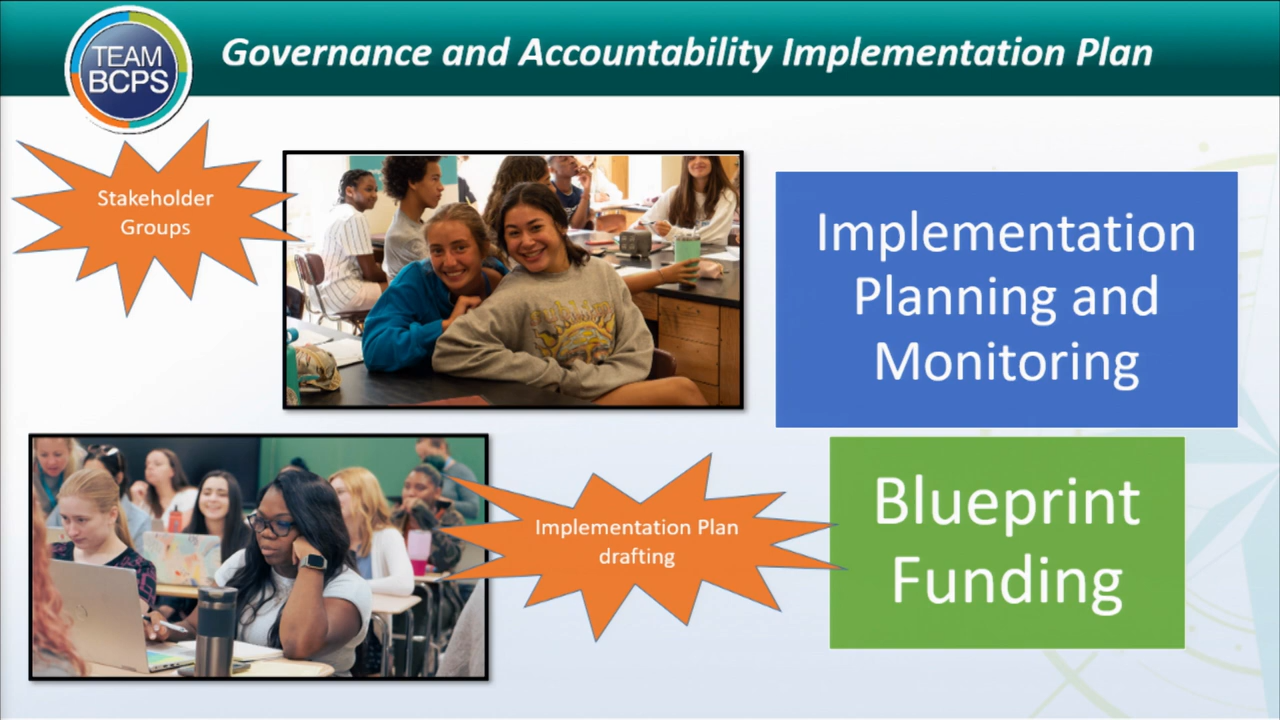 TEAM
BCPS
Governance and Accountability Implementation Plan
Stakeholder
Groups
Implementation
Planning and
Monitoring
Implementation Plan
drafting
Blueprint
Funding